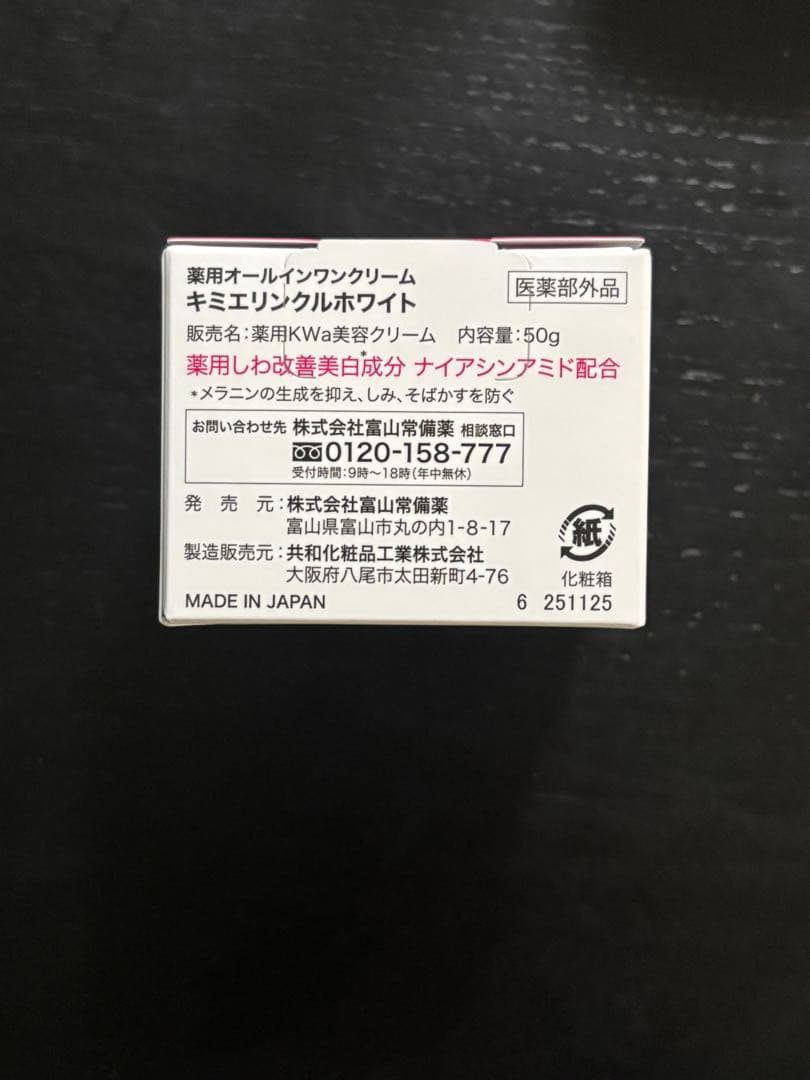 薬用オールインワンクリーム
キミエリンクルホワイト
医薬部外品
販売名:薬用KWa美容クリーム 内容量:50g
薬用しわ改善美白*成分 ナイアシンアミド配合
*メラニンの生成を抑え、しみ、そばかすを防ぐ
お問い合わせ先 株式会社富山常備薬 相談窓口
0120-158-777
受付時間:9時〜18時(年中無休)
発売元:株式会社富山常備薬
富山県富山市丸の内1-8-17
製造販売元:共和化粧品工業株式会社
大阪府八尾市太田新町4-76
紙
化粧箱
MADE IN JAPAN
6 251125